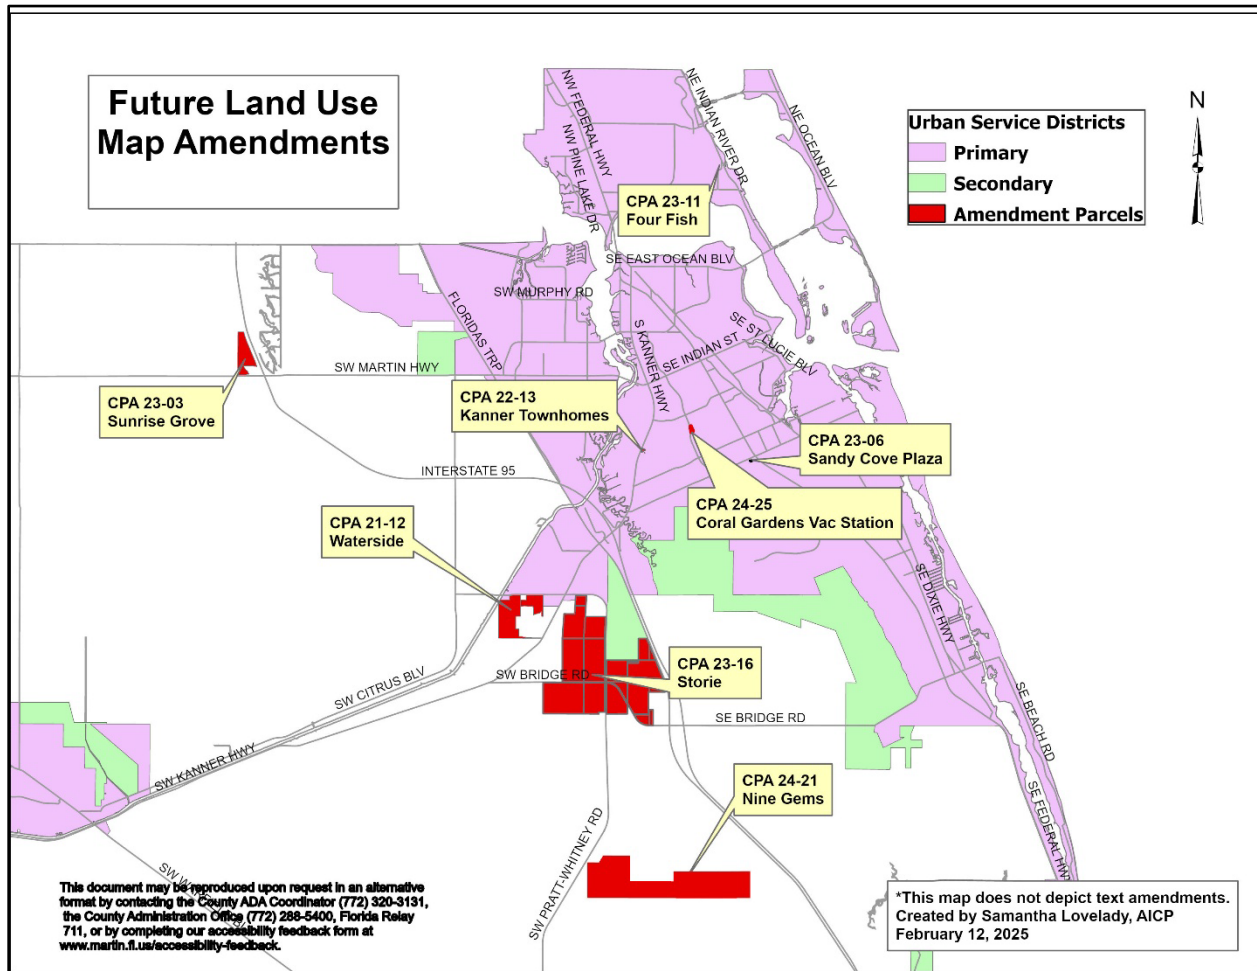 Future Land Use
Map Amendments
N
Urban Service Districts
Primary
Secondary
Amendment Parcels
NW FEDERAL HWY
NW PINE LAKE DR
NE INDIAN RIVER DR
NE OCEAN BLV
CPA 23-11
Four Fish
SE EAST OCEAN BLV
SW MURPHY RD
FLORIDAS TRP
S KANNER HWY
SE INDIAN ST
SE ST LUCIE BLV
SW MARTIN HWY
CPA 23-03
Sunrise Grove
CPA 22-13
Kanner Townhomes
CPA 23-06
Sandy Cove Plaza
INTERSTATE 95
CPA 24-25
Coral Gardens Vac Station
CPA 21-12
Waterside
SE DIXIE HWY
CPA 23-16
Storie
SW BRIDGE RD
SW CITRUS BLV
SE BRIDGE RD
SE BEACH RD
SW KANNER HWY
CPA 24-21
Nine Gems
SE FEDERAL HWY
SW PRATT-WHITNEY RD
This document may be reproduced upon request in an alternative
format by contacting the County ADA Coordinator (772) 320-3131,
the County Administration Office (772) 288-5400, Florida Relay
711, or by completing our accessibility feedback form at
www.martin.fl.us/accessibility-feedback.
*This map does not depict text amendments.
Created by Samantha Lovelady, AICP
February 12, 2025